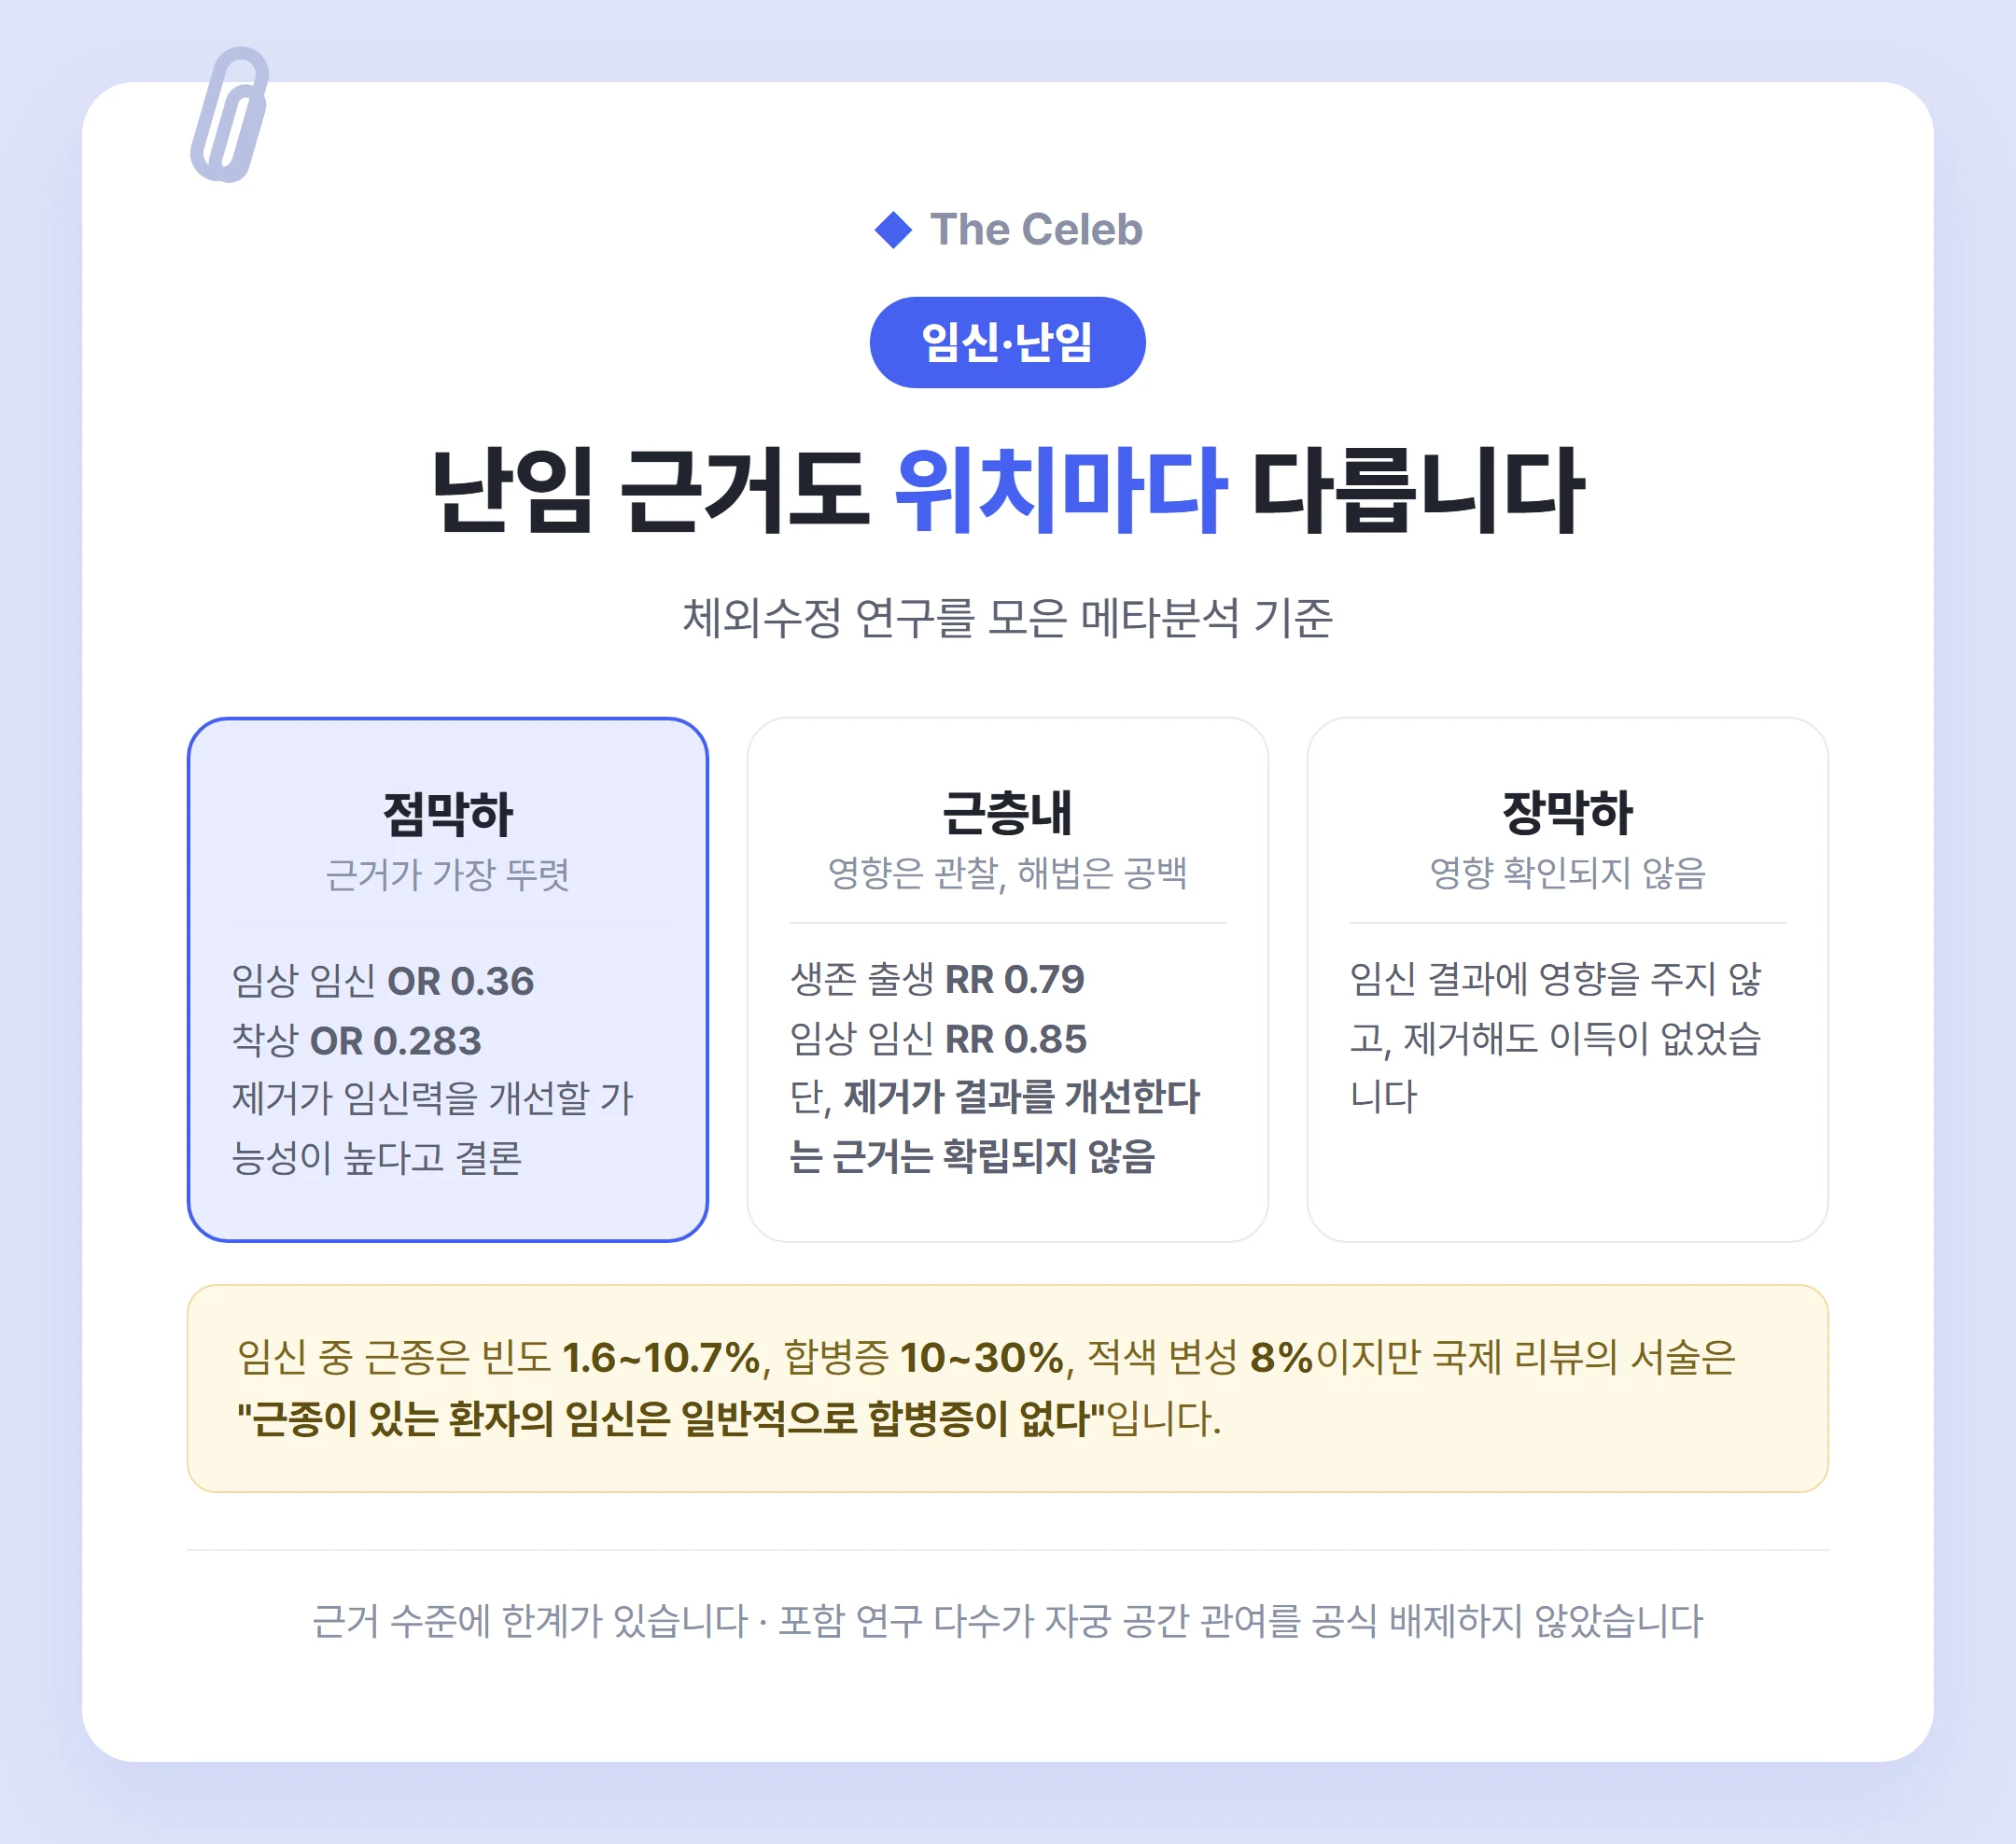 The Celeb
임신·난임
난임 근거도 위치마다 다릅니다
체외수정 연구를 모은 메타분석 기준
점막하
근거가 가장 뚜렷
임상 임신 OR 0.36
착상 OR 0.283
제거가 임신력을 개선할 가
능성이 높다고 결론
근층내
영향은 관찰, 해법은 공백
생존 출생 RR 0.79
임상 임신 RR 0.85
단, 제거가 결과를 개선한다
는 근거는 확립되지 않음
장막하
영향 확인되지 않음
임신 결과에 영향을 주지 않
고, 제거해도 이득이 없었습
니다
임신 중 근종은 빈도 1.6~10.7%, 합병증 10~30%, 적색 변성 8%이지만 국제 리뷰의 서술은
"근종이 있는 환자의 임신은 일반적으로 합병증이 없다"입니다.
근거 수준에 한계가 있습니다 · 포함 연구 다수가 자궁 공간 관여를 공식 배제하지 않았습니다